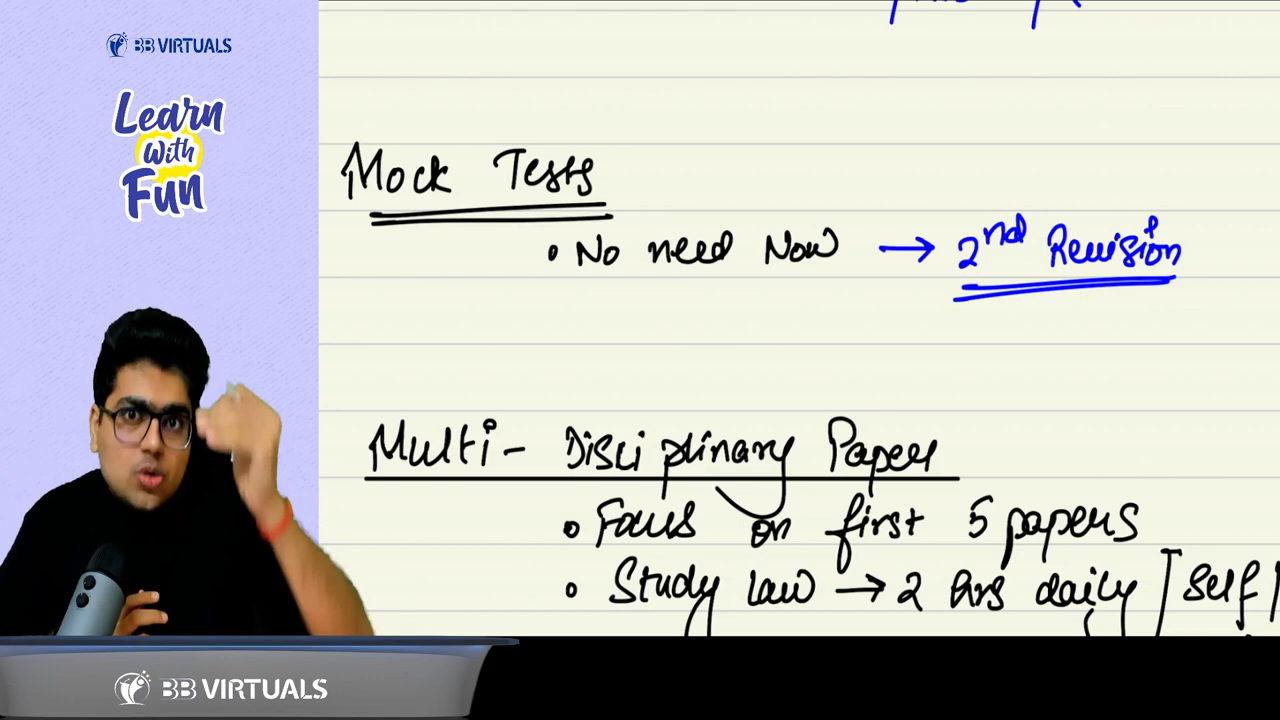 BB VIRTUALS
Learn
With
Fun
Mock Tests
• No need Now → 2nd Revision
Multi - Disciplinary Paper
• Focus on first 5 papers
• Study law → 2 hrs daily [Self]
BB VIRTUALS